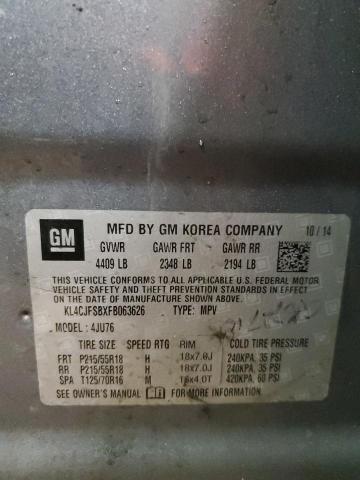 GM
MFD BY GM KOREA COMPANY 10/14
GVWR GAWR FRT GAWR RR
4409 LB 2348 LB 2194 LB
THIS VEHICLE CONFORMS TO ALL APPLICABLE U.S. FEDERAL MOTOR
VEHICLE SAFETY AND THEFT PREVENTION STANDARDS IN EFFECT
ON THE DATE OF MANUFACTURE SHOWN ABOVE.
KL4CJFSBXFB063626 TYPE: MPV
MODEL: 4JU76
TIRE SIZE SPEED RTG RIM COLD TIRE PRESSURE
FRT P215/55R18 H 18x7.0J 240KPA, 35 PSI
RR P215/55R18 H 18x7.0J 240KPA, 35 PSI
SPA T125/70R16 M 16x4.0T 420KPA, 60 PSI
SEE OWNER'S MANUAL FOR MORE INFORMATION.